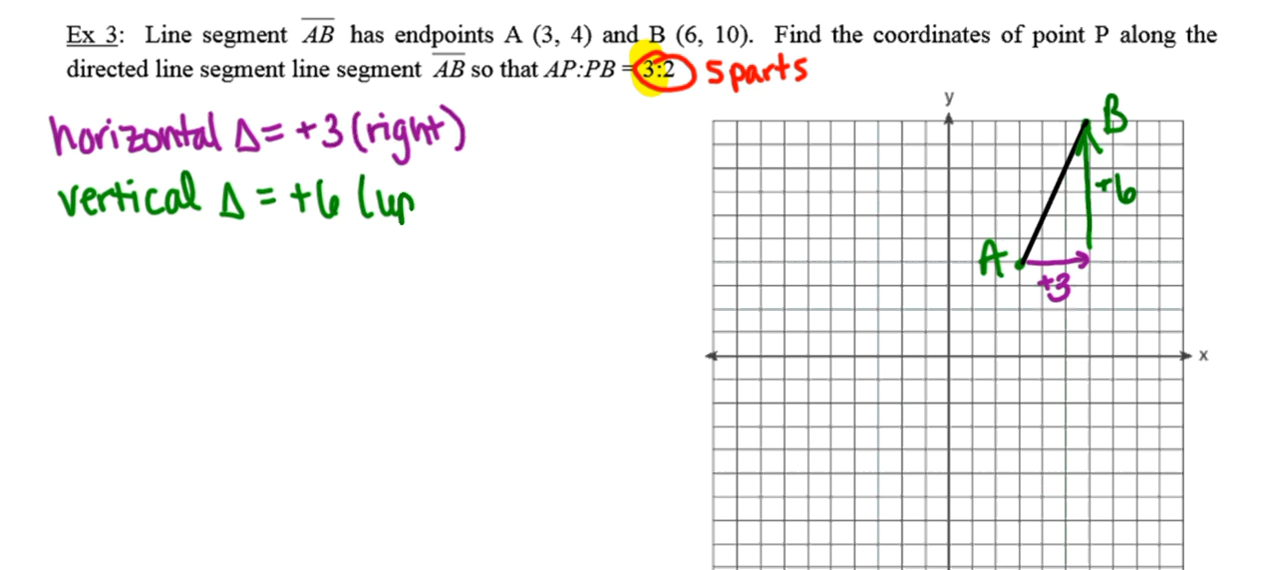 Ex 3: Line segment AB has endpoints A (3, 4) and B (6, 10). Find the coordinates of point P along the
directed line segment line segment AB so that AP:PB = 3:2 5 parts
horizontal Δ = +3 (right)
vertical Δ = +6 (up
y
B
+6
A
+3
x